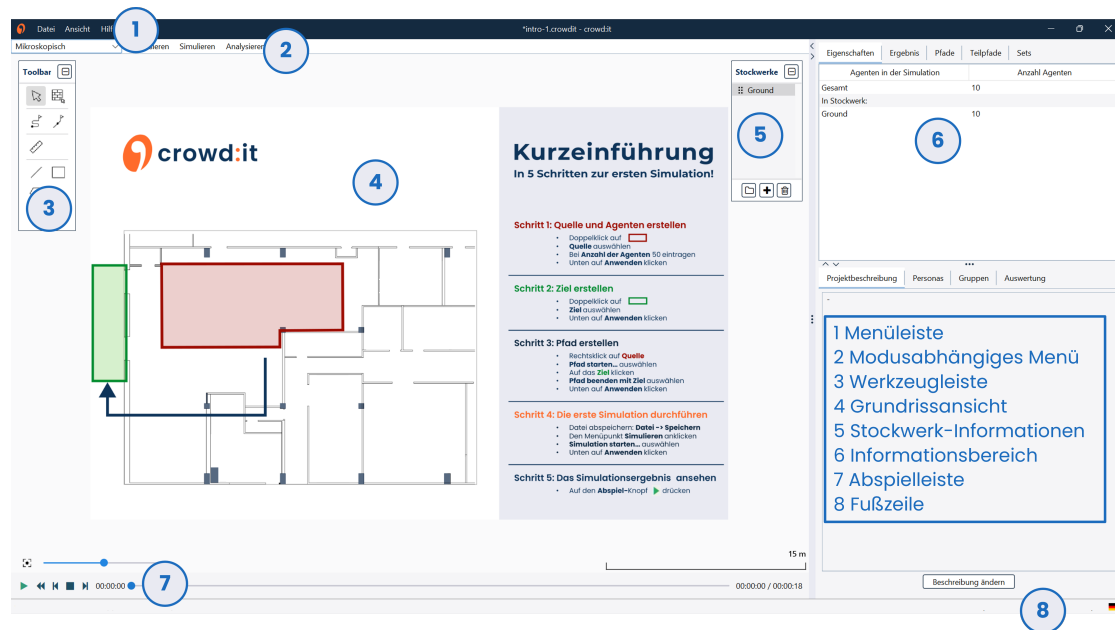 Datei Ansicht
*intro-1.crowdit - crowd:it
1
Mikroskopisch
Simulieren Analysieren
2
Toolbar
3
crowd:it
4
Kurzeinführung
In 5 Schritten zur ersten Simulation!
Schritt 1: Quelle und Agenten erstellen
• Doppelklick auf
• Quelle auswählen
• Bei Anzahl der Agenten 50 eintragen
• Unten auf Anwenden klicken
Schritt 2: Ziel erstellen
• Doppelklick auf
• Ziel auswählen
• Unten auf Anwenden klicken
Schritt 3: Pfad erstellen
• Rechtsklick auf Quelle
• Pfad starten... auswählen
• Auf das Ziel klicken
• Pfad beenden mit Ziel auswählen
• Unten auf Anwenden klicken
Schritt 4: Die erste Simulation durchführen
• Datei abspeichern: Datei -> Speichern
• Den Menüpunkt Simulieren anklicken
• Simulation starten... auswählen
• Unten auf Anwenden klicken
Schritt 5: Das Simulationsergebnis ansehen
• Auf den Abspiel-Knopf drücken
Stockwerke
Ground
5
Eigenschaften Ergebnis Pfade Teilpfade Sets
Agenten in der Simulation Anzahl Agenten
Gesamt 10
In Stockwerk:
Ground 10
6
Projektbeschreibung Personas Gruppen Auswertung
-
1 Menüleiste
2 Modusabhängiges Menü
3 Werkzeugleiste
4 Grundrissansicht
5 Stockwerk-Informationen
6 Informationsbereich
7 Abspielleiste
8 Fußzeile
15 m
00:00:00
7
00:00:00 / 00:00:18
Beschreibung ändern
8